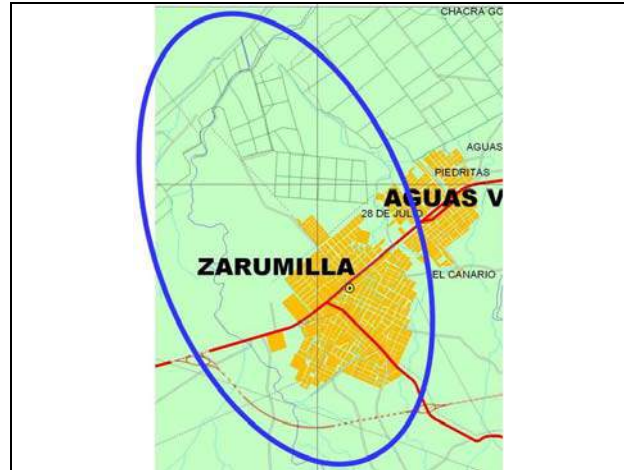 CHACRA GO
AGUAS
PIEDRITAS
AGUAS V
28 DE JULIO
ZARUMILLA
EL CANARIO